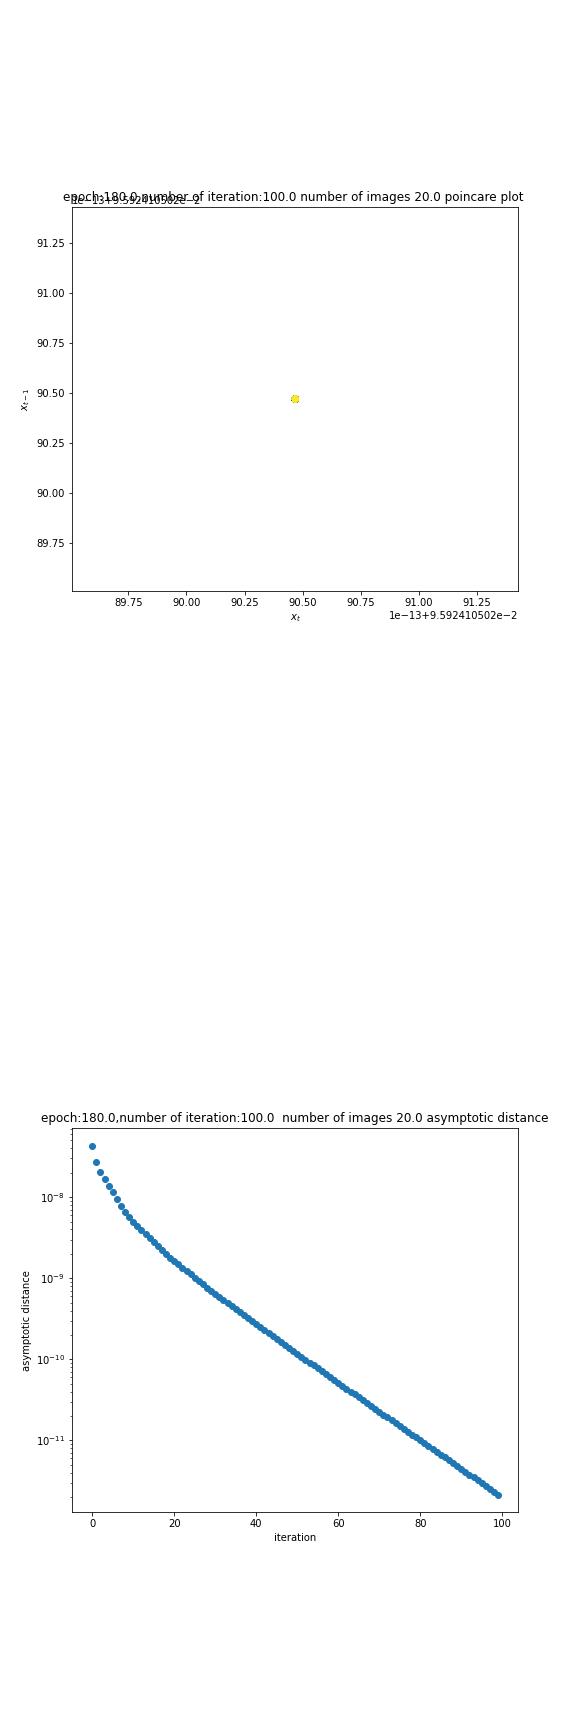 epoch:180.0,number of iteration:100.0 number of images 20.0 poincare plot
1e−13+9.592410502e−2
91.25
91.00
90.75
90.50
90.25
90.00
89.75
x_{t−1}
89.75 90.00 90.25 90.50 90.75 91.00 91.25
x_t
1e−13+9.592410502e−2
epoch:180.0,number of iteration:100.0  number of images 20.0 asymptotic distance
10^{−8}
10^{−9}
10^{−10}
10^{−11}
asymptotic distance
0 20 40 60 80 100
iteration